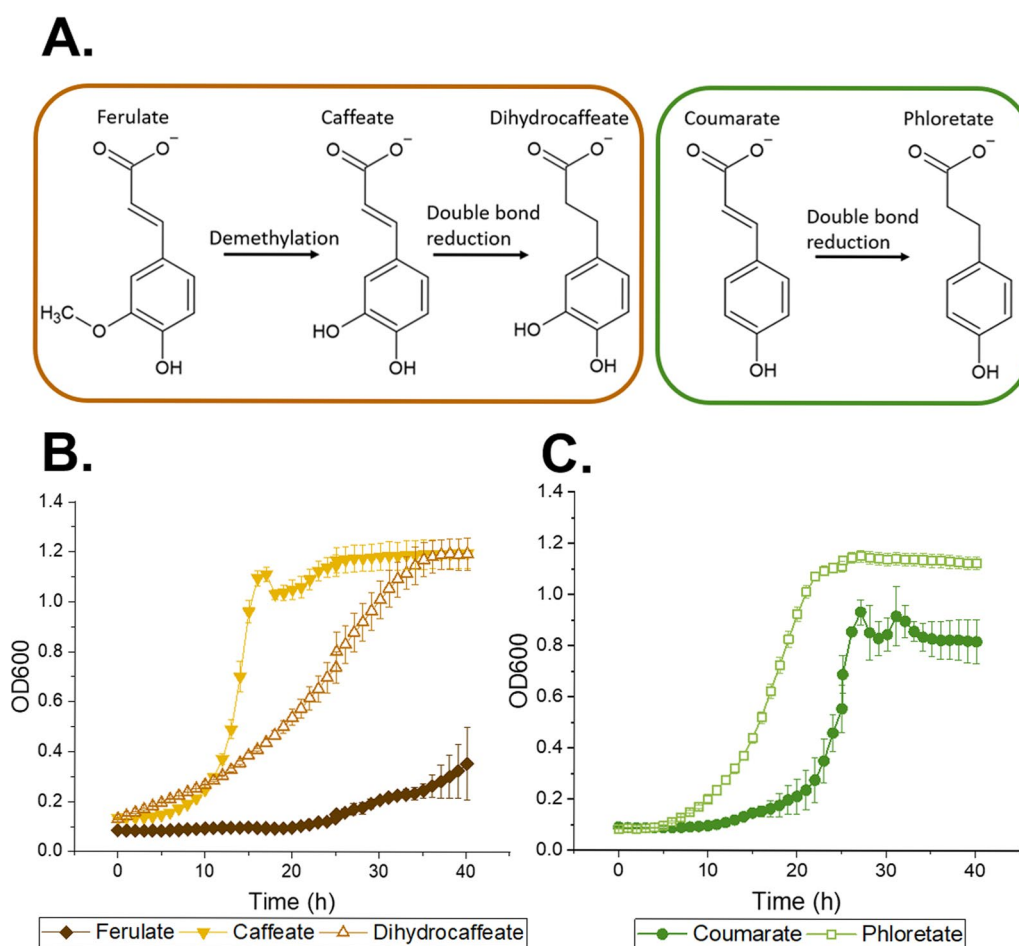 A.
Ferulate
Caffeate
Dihydrocaffeate
Coumarate
Phloretate
O
O⁻
O
O⁻
O
O⁻
O
O⁻
O
O⁻
Demethylation
Double bond
reduction
Double bond
reduction
H₃C
O
OH
HO
OH
HO
OH
OH
OH
B.
1.4
1.2
1.0
0.8
0.6
0.4
0.2
0.0
OD600
0
10
20
30
40
Time (h)
Ferulate
Caffeate
Dihydrocaffeate
C.
1.4
1.2
1.0
0.8
0.6
0.4
0.2
0.0
OD600
0
10
20
30
40
Time (h)
Coumarate
Phloretate